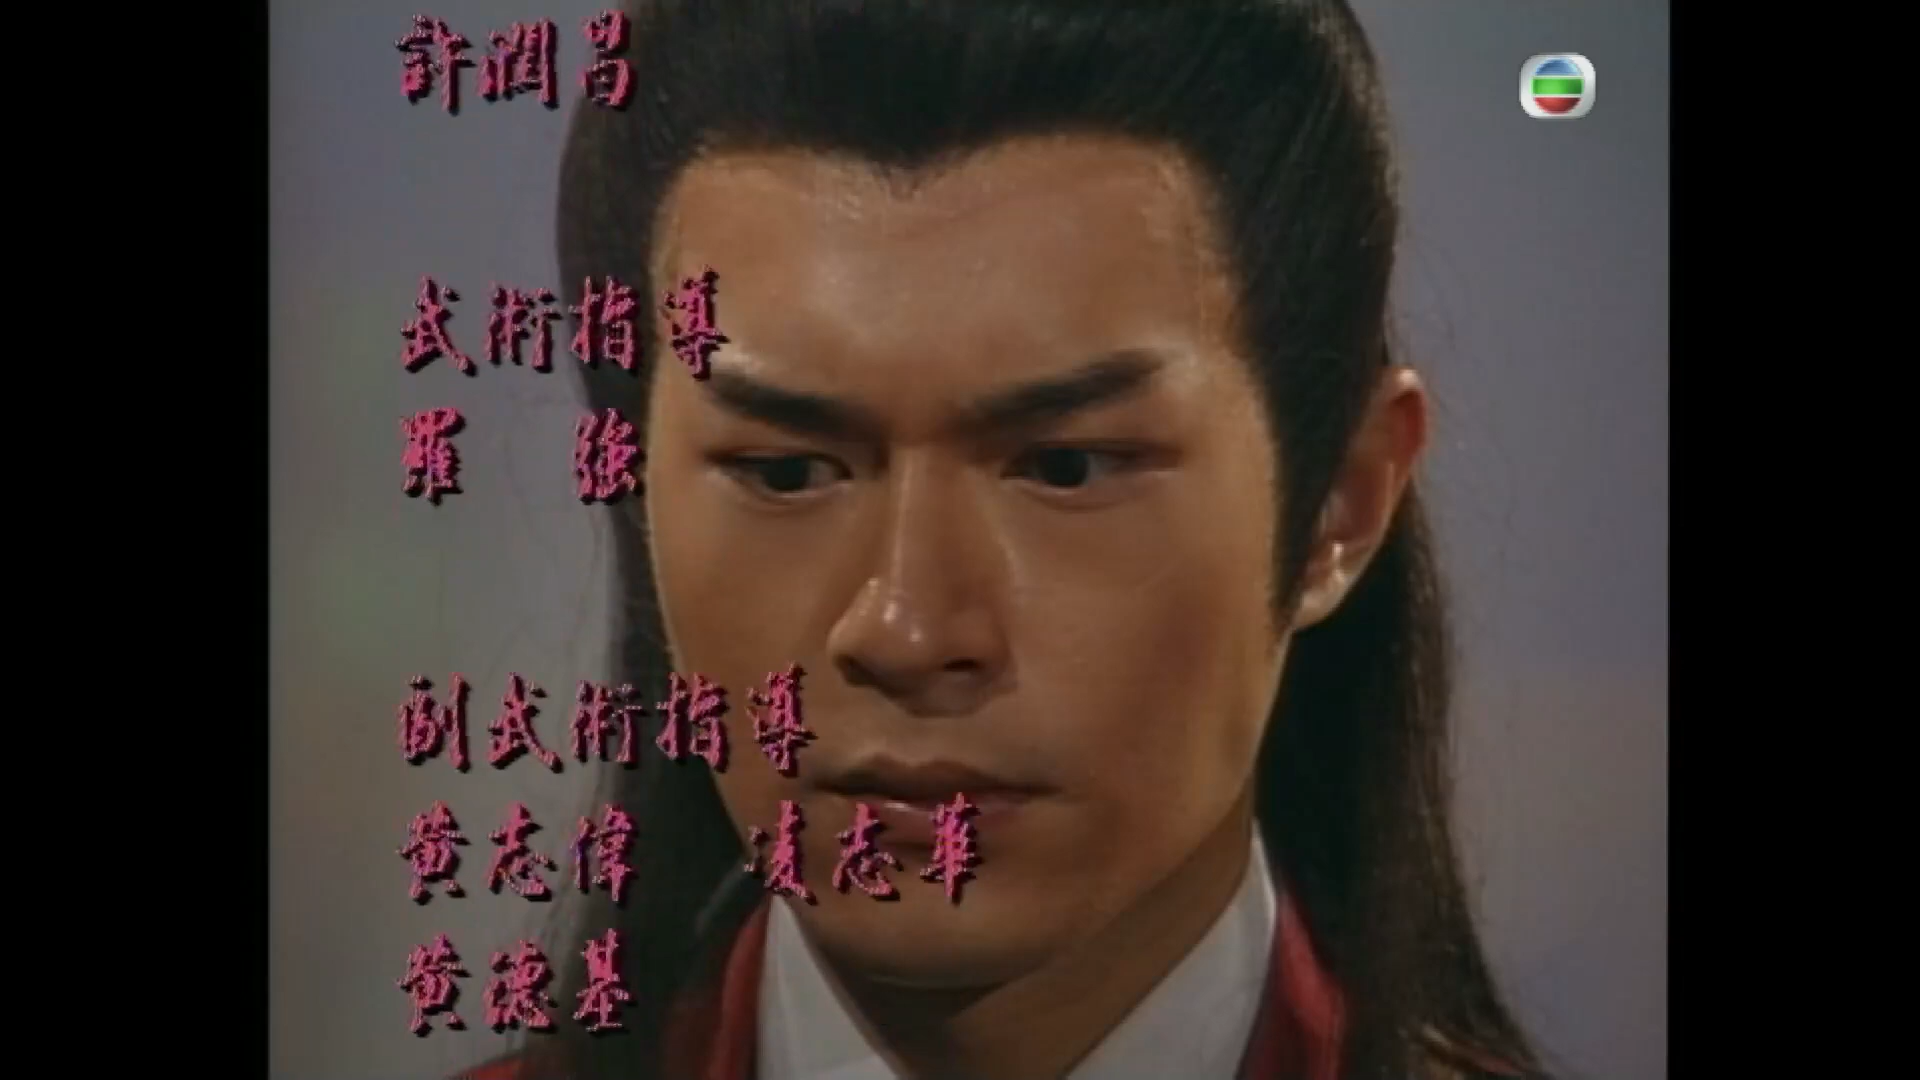 許潤昌
武術指導
羅　強
副武術指導
黃志偉　凌志華
黃德基